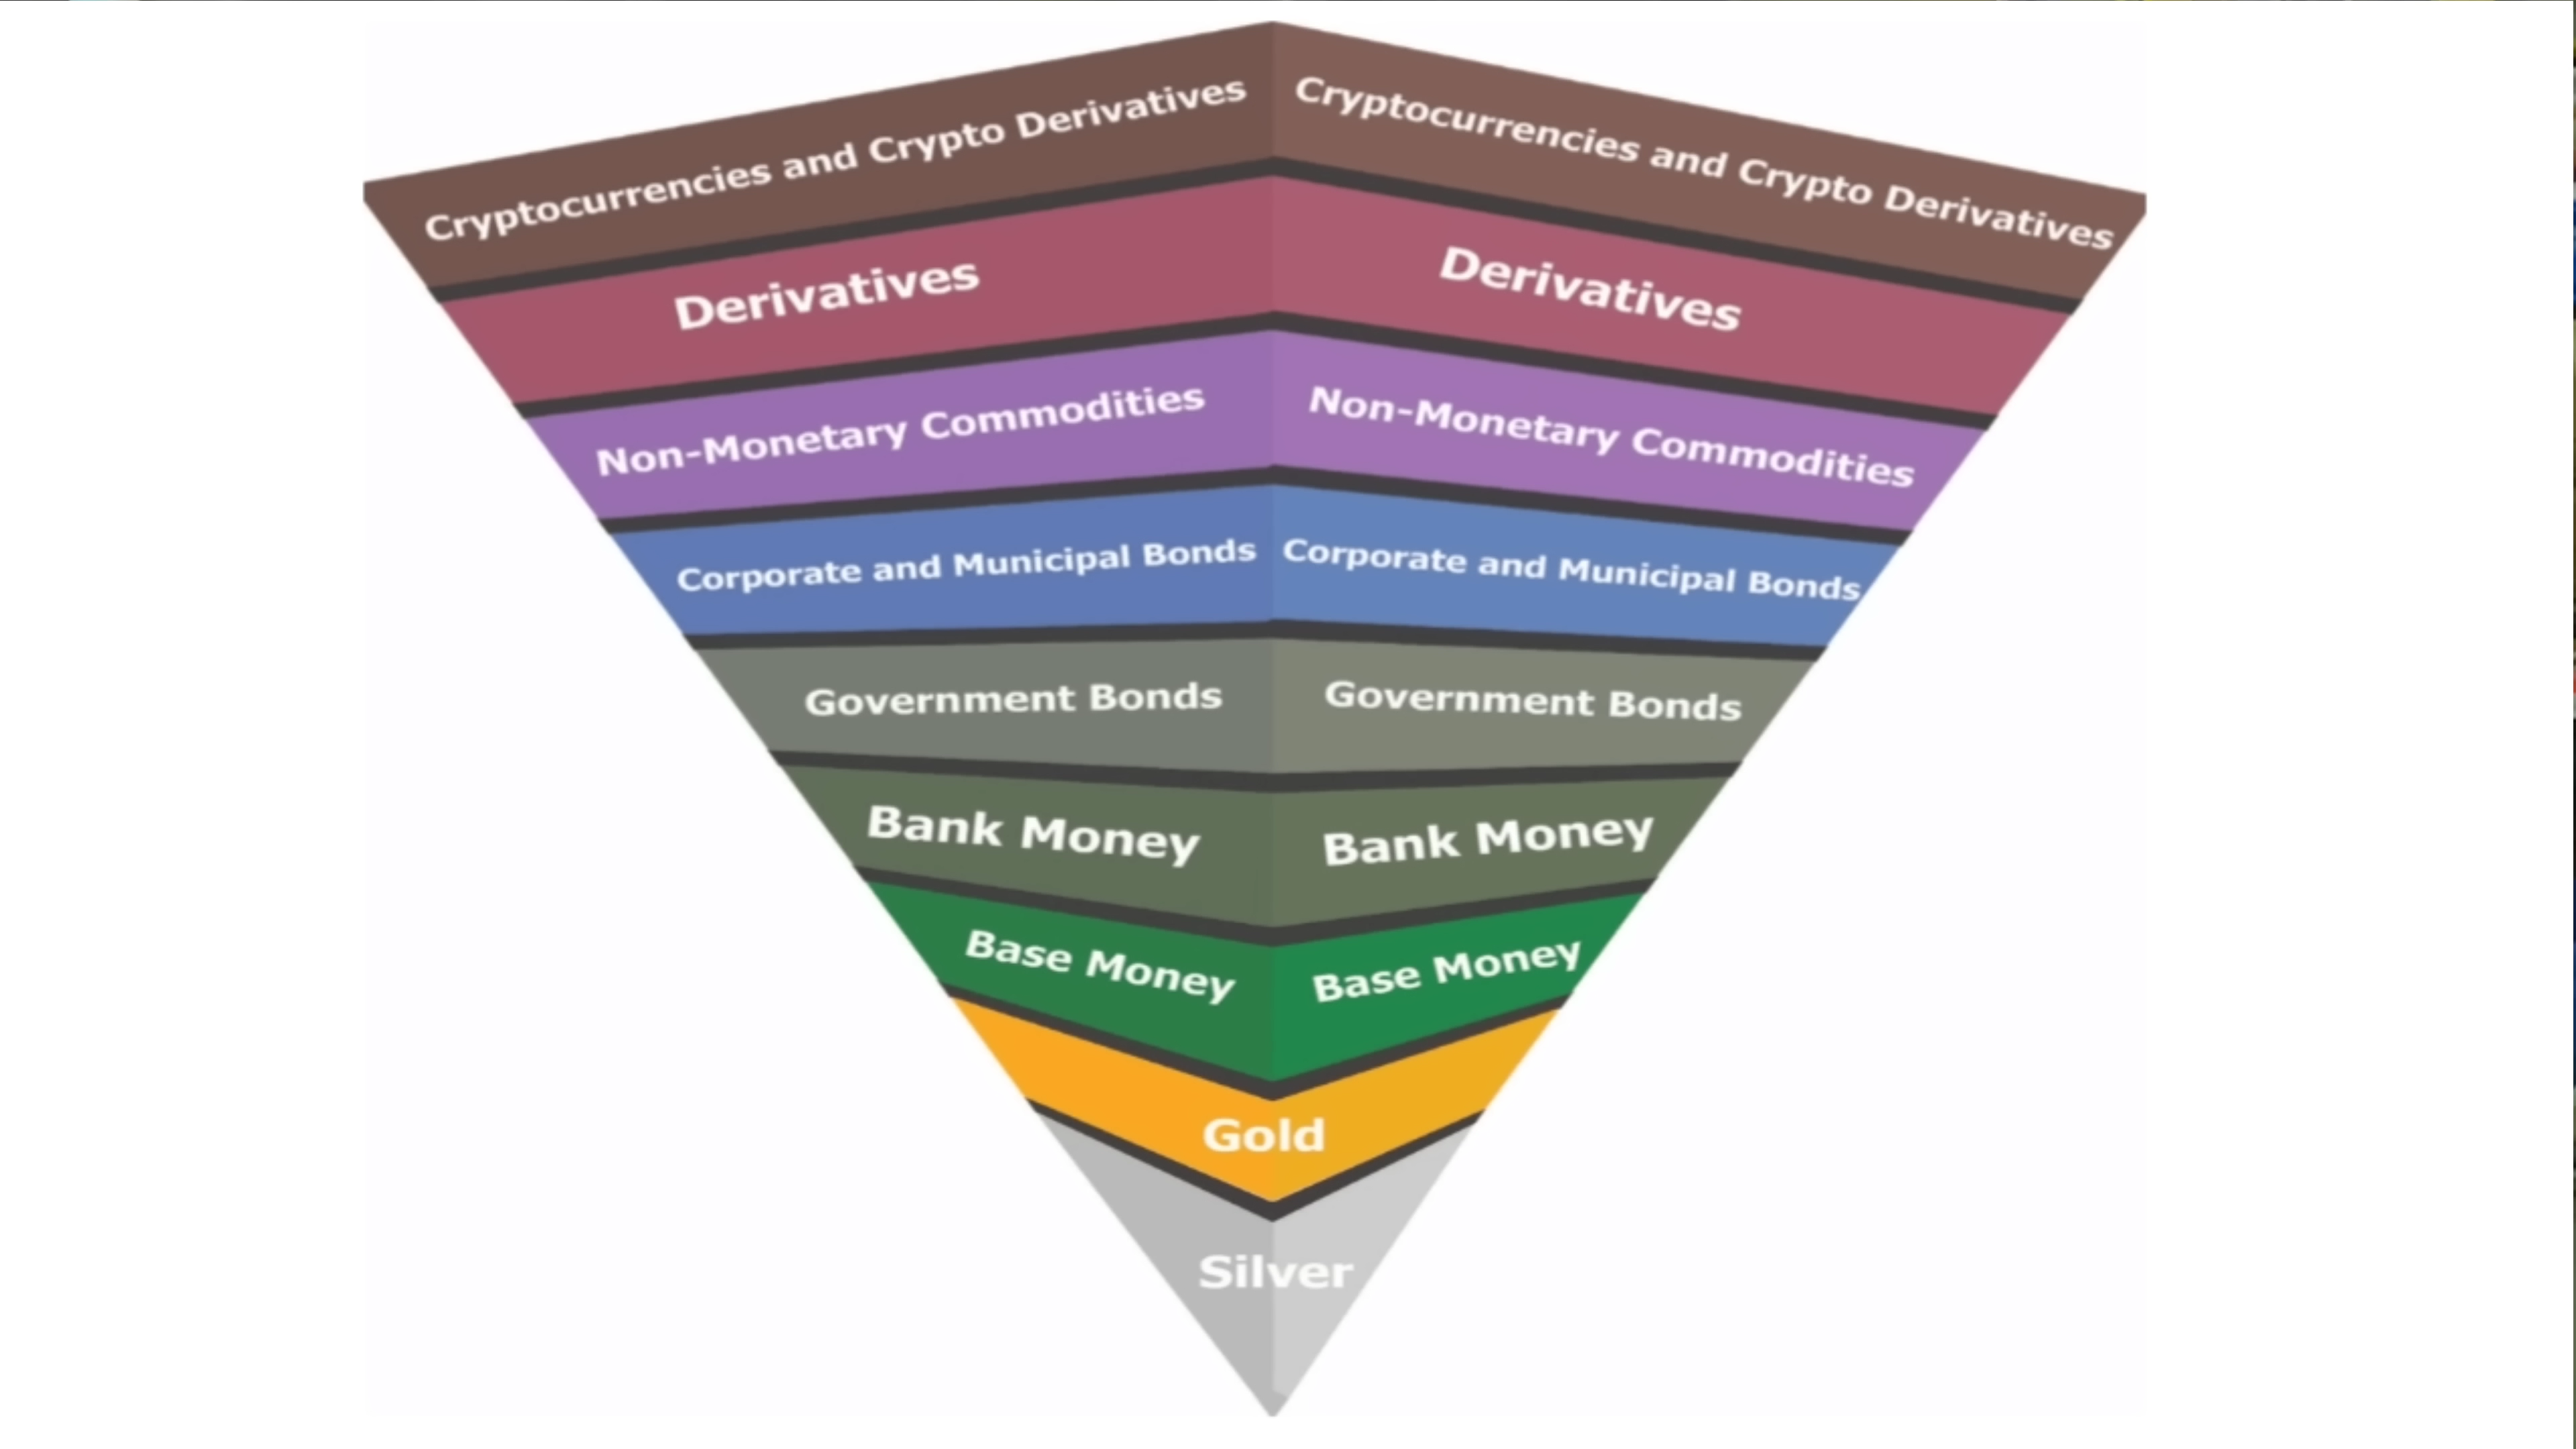 Cryptocurrencies and Crypto Derivatives
Cryptocurrencies and Crypto Derivatives
Derivatives
Derivatives
Non-Monetary Commodities
Non-Monetary Commodities
Corporate and Municipal Bonds
Corporate and Municipal Bonds
Government Bonds
Government Bonds
Bank Money
Bank Money
Base Money
Base Money
Gold
Silver